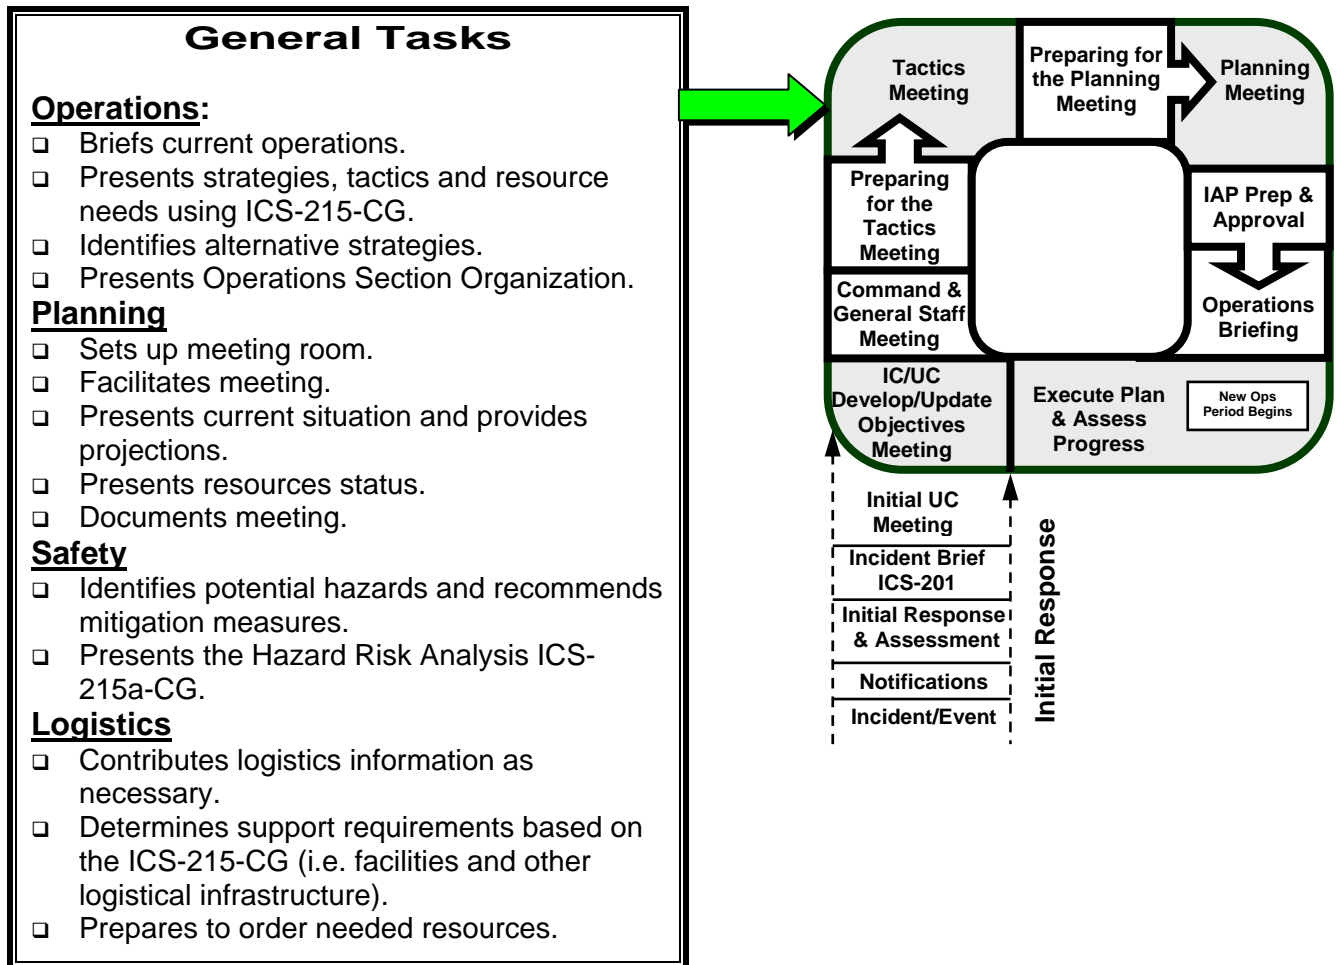 General Tasks
Operations:
❑ Briefs current operations.
❑ Presents strategies, tactics and resource
needs using ICS-215-CG.
❑ Identifies alternative strategies.
❑ Presents Operations Section Organization.
Planning
❑ Sets up meeting room.
❑ Facilitates meeting.
❑ Presents current situation and provides
projections.
❑ Presents resources status.
❑ Documents meeting.
Safety
❑ Identifies potential hazards and recommends
mitigation measures.
❑ Presents the Hazard Risk Analysis ICS-
215a-CG.
Logistics
❑ Contributes logistics information as
necessary.
❑ Determines support requirements based on
the ICS-215-CG (i.e. facilities and other
logistical infrastructure).
❑ Prepares to order needed resources.
Tactics
Meeting
Preparing for
the Planning
Meeting
Planning
Meeting
Preparing
for the
Tactics
Meeting
IAP Prep &
Approval
Command &
General Staff
Meeting
Operations
Briefing
IC/UC
Develop/Update
Objectives
Meeting
Execute Plan
& Assess
Progress
New Ops
Period Begins
Initial UC
Meeting
Incident Brief
ICS-201
Initial Response
& Assessment
Notifications
Incident/Event
Initial Response